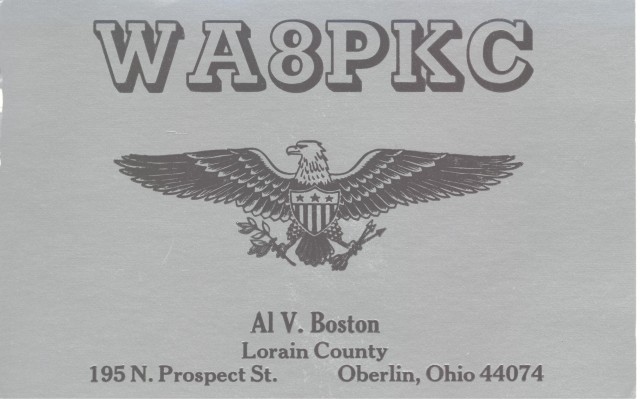 WA8PKC
Al V. Boston
Lorain County
195 N. Prospect St. Oberlin, Ohio 44074